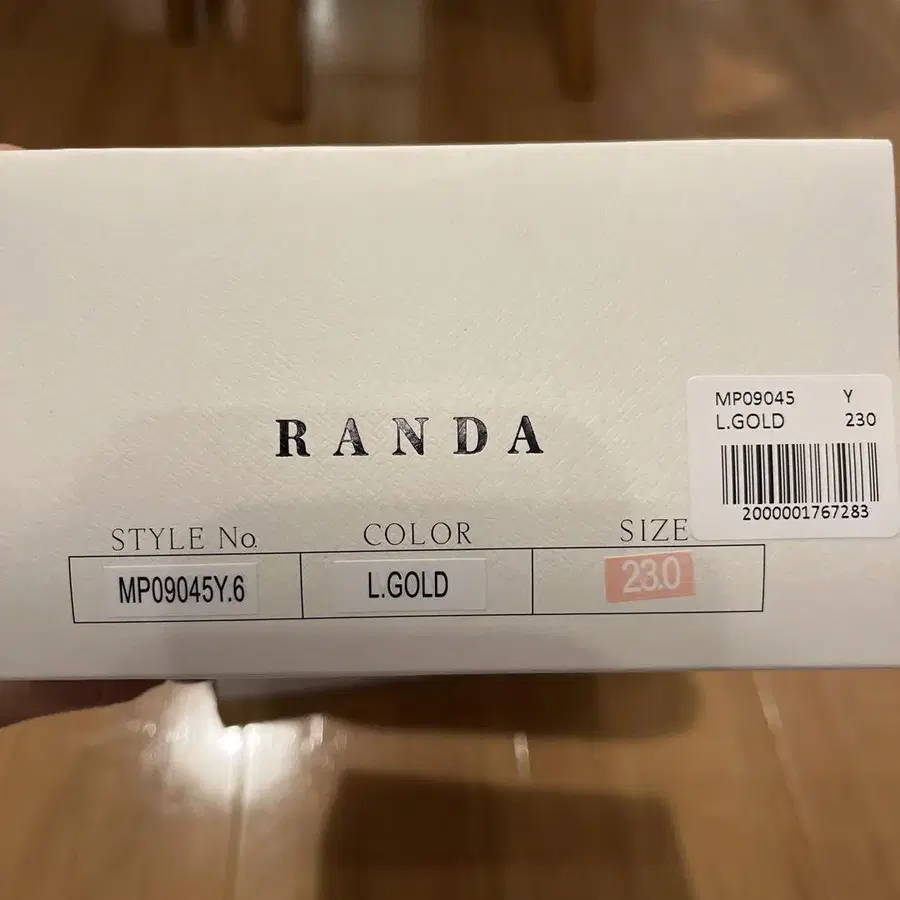 RANDA
MP09045 Y
L.GOLD 230
2000001767283
STYLE No. COLOR SIZE
MP09045Y.6 L.GOLD 23.0